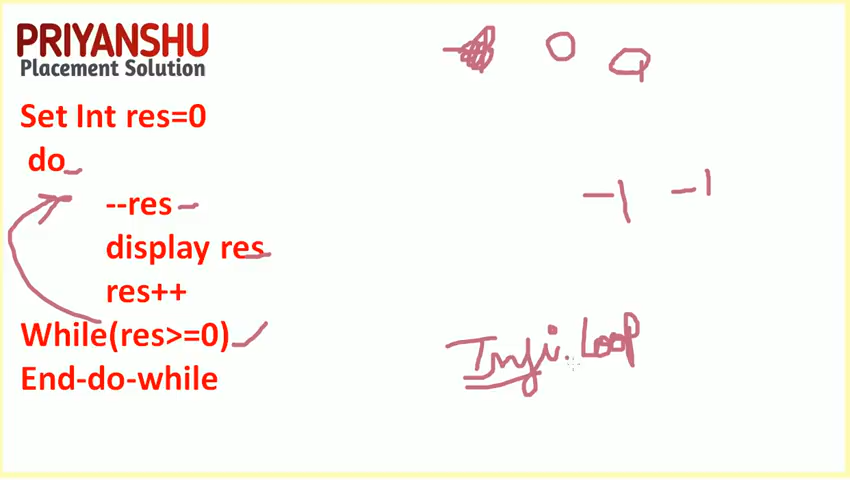 PRIYANSHU
Placement Solution
Set Int res=0
do
--res
display res
res++
While(res>=0)
End-do-while
0
-1 -1
Infi. Loop